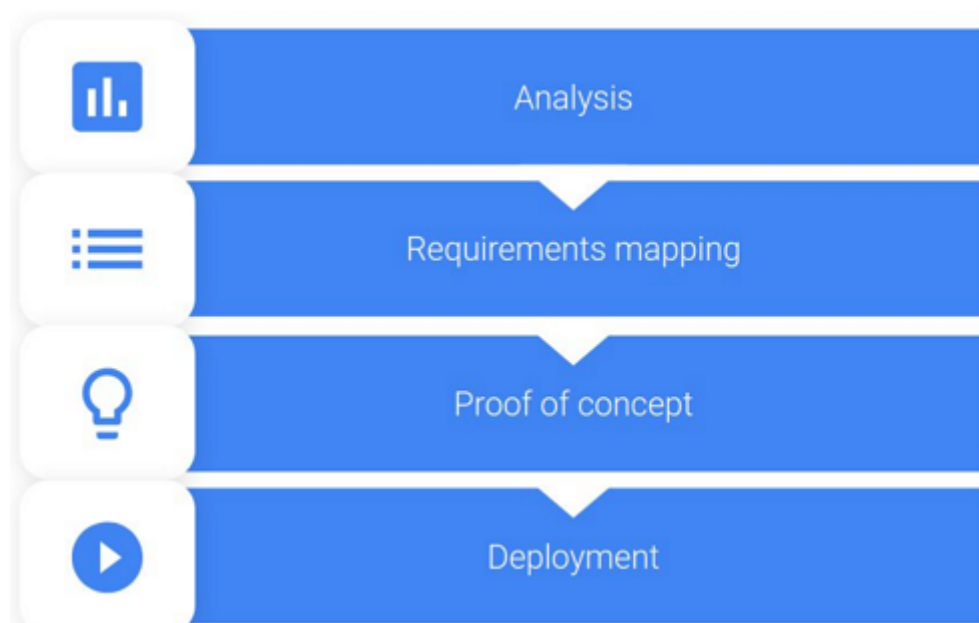 Analysis
Requirements mapping
Proof of concept
Deployment